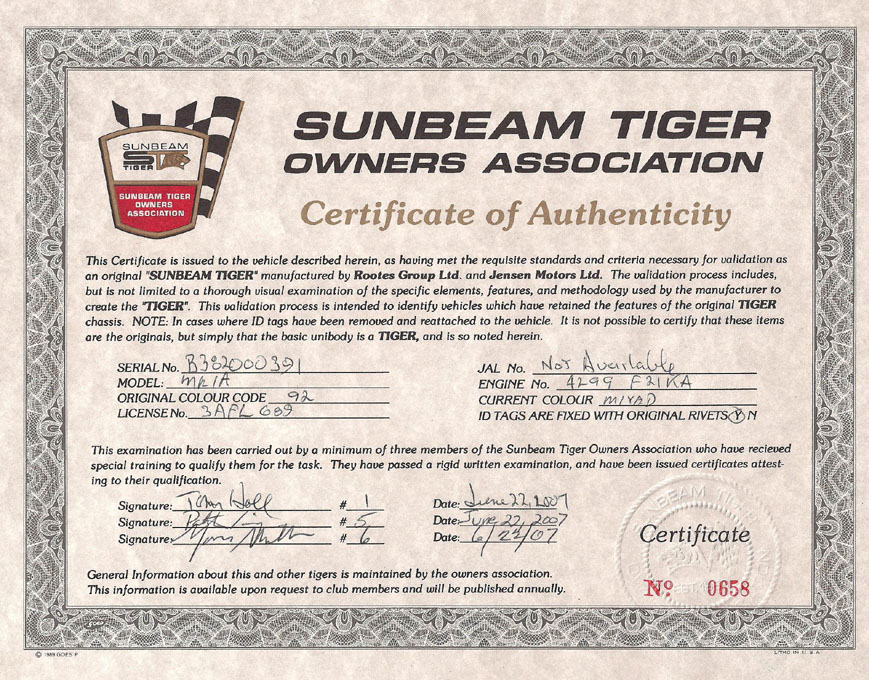 SUNBEAM TIGER
OWNERS ASSOCIATION
Certificate of Authenticity
SUNBEAM
ST
TIGER
SUNBEAM TIGER
OWNERS
ASSOCIATION
This Certificate is issued to the vehicle described herein, as having met the requisite standards and criteria necessary for validation as
an original "SUNBEAM TIGER" manufactured by Rootes Group Ltd. and Jensen Motors Ltd. The validation process includes,
but is not limited to a thorough visual examination of the specific elements, features, and methodology used by the manufacturer to
create the "TIGER". This validation process is intended to identify vehicles which have retained the features of the original TIGER
chassis. NOTE: In cases where ID tags have been removed and reattached to the vehicle. It is not possible to certify that these items
are the originals, but simply that the basic unibody is a TIGER, and is so noted herein.
SERIAL No. B382000391 JAL No. Not Available
MODEL: MK1A ENGINE No. 4299 F21KA
ORIGINAL COLOUR CODE 92 CURRENT COLOUR
LICENSE No. 3AFL689 ID TAGS ARE FIXED WITH ORIGINAL RIVETS Y N
This examination has been carried out by a minimum of three members of the Sunbeam Tiger Owners Association who have recieved
special training to qualify them for the task. They have passed a rigid written examination, and have been issued certificates attest-
ing to their qualification.
Signature: Tom Hall # 1 Date: June 22, 2007
Signature: # 5 Date: June 22, 2007
Signature: # 6 Date: 6/22/07
Certificate
General Information about this and other tigers is maintained by the owners association.
This information is available upon request to club members and will be published annually.
Nº 0658
© 1989 GOES
LITHO IN U.S.A.